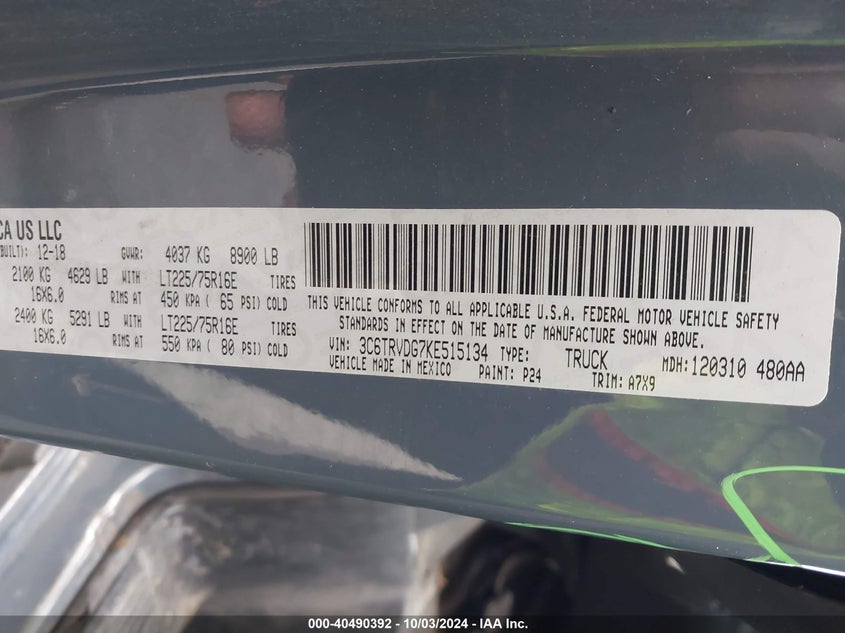 CA US LLC
BUILT): 12-18 GVWR: 4037 KG 8900 LB
2100 KG 4629 LB WITH LT225/75R16E TIRES
16X6.0 RIMS AT 450 KPA ( 65 PSI) COLD
2400 KG 5291 LB WITH LT225/75R16E TIRES
16X6.0 RIMS AT 550 KPA ( 80 PSI) COLD
THIS VEHICLE CONFORMS TO ALL APPLICABLE U.S.A. FEDERAL MOTOR VEHICLE SAFETY
STANDARDS IN EFFECT ON THE DATE OF MANUFACTURE SHOWN ABOVE.
VIN: 3C6TRVDG7KE515134 TYPE: TRUCK MDH: 120310 480AA
VEHICLE MADE IN MEXICO PAINT: P24 TRIM: A7X9
000-40490392 - 10/03/2024 - IAA Inc.